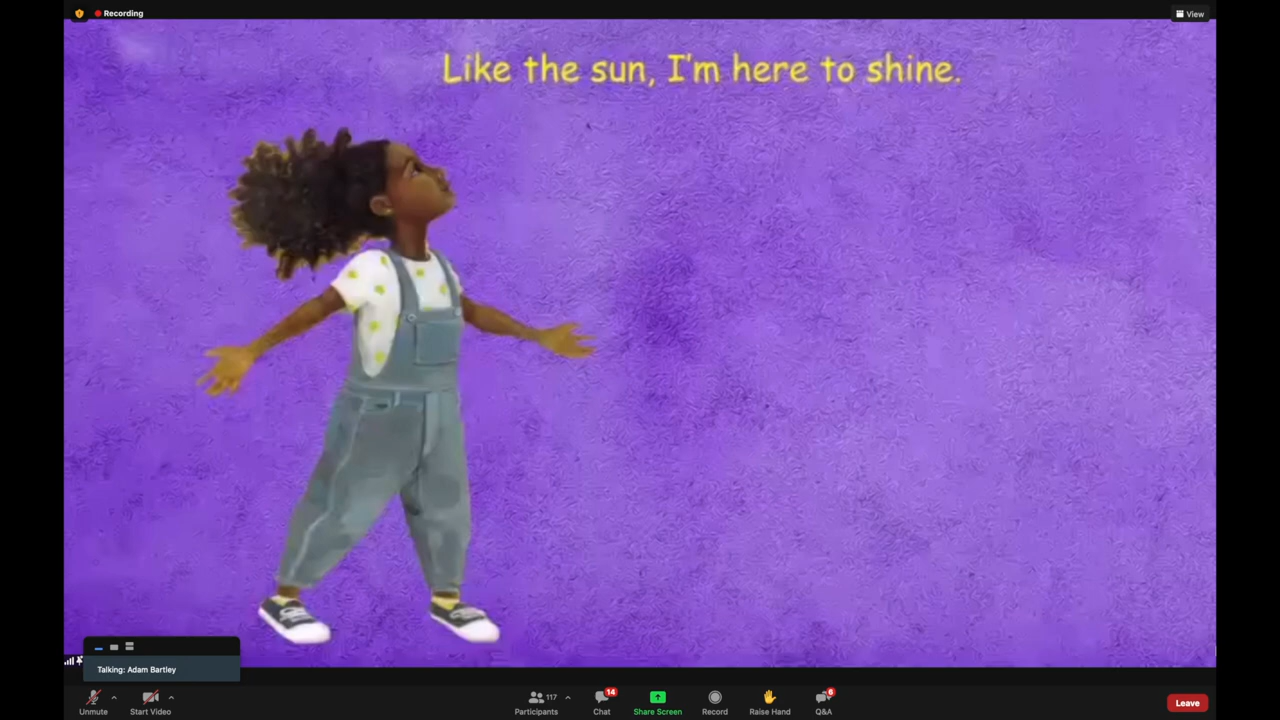 Recording
View
Like the sun, I'm here to shine.
Talking: Adam Bartley
Unmute
Start Video
117
Participants
14
Chat
Share Screen
Record
Raise Hand
6
Q&A
Leave